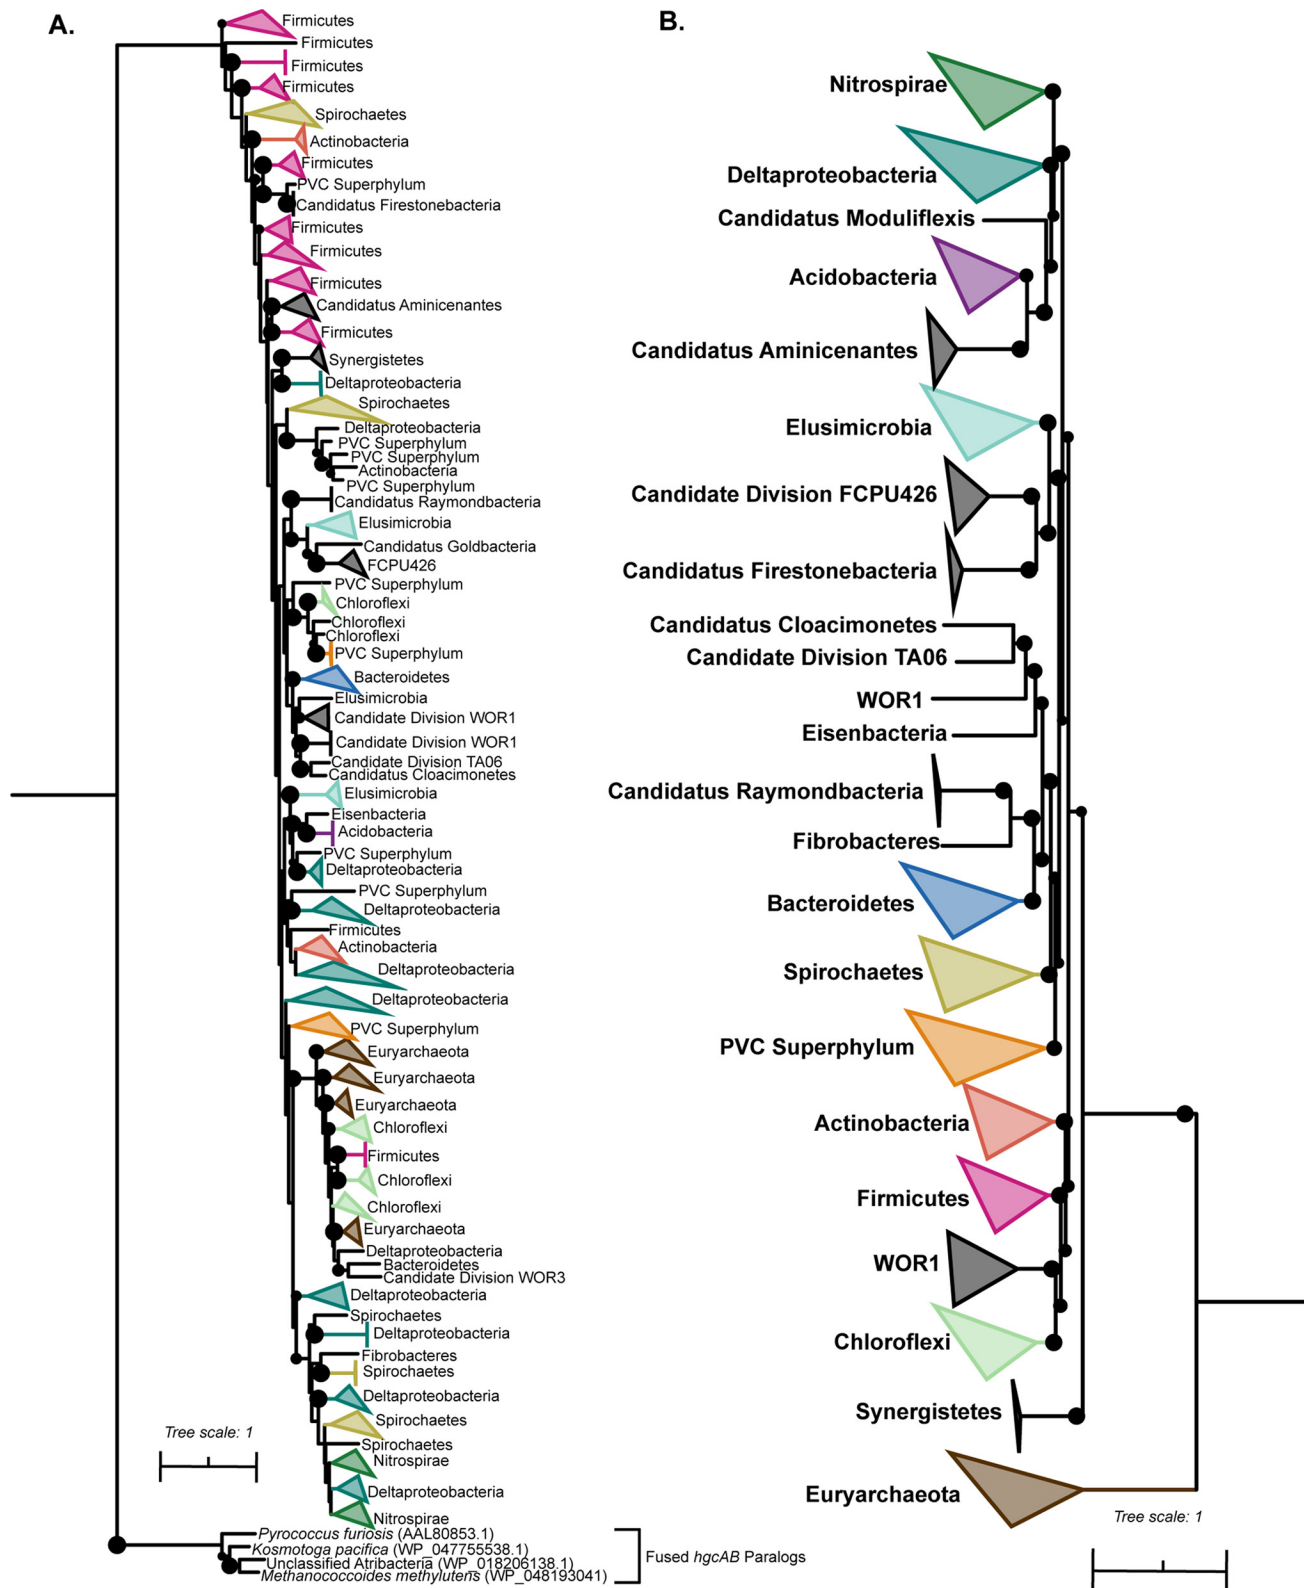 A.
Firmicutes
Firmicutes
Firmicutes
Firmicutes
Spirochaetes
Actinobacteria
Firmicutes
PVC Superphylum
Candidatus Firestonebacteria
Firmicutes
Firmicutes
Firmicutes
Candidatus Aminicenantes
Firmicutes
Synergistetes
Deltaproteobacteria
Spirochaetes
Deltaproteobacteria
PVC Superphylum
PVC Superphylum
Actinobacteria
PVC Superphylum
Candidatus Raymondbacteria
Elusimicrobia
Candidatus Goldbacteria
FCPU426
PVC Superphylum
Chloroflexi
Chloroflexi
Chloroflexi
PVC Superphylum
Bacteroidetes
Elusimicrobia
Candidate Division WOR1
Candidate Division WOR1
Candidate Division TA06
Candidatus Cloacimonetes
Elusimicrobia
Eisenbacteria
Acidobacteria
PVC Superphylum
Deltaproteobacteria
PVC Superphylum
Deltaproteobacteria
Firmicutes
Actinobacteria
Deltaproteobacteria
Deltaproteobacteria
PVC Superphylum
Euryarchaeota
Euryarchaeota
Euryarchaeota
Chloroflexi
Firmicutes
Chloroflexi
Chloroflexi
Euryarchaeota
Deltaproteobacteria
Bacteroidetes
Candidate Division WOR3
Deltaproteobacteria
Spirochaetes
Deltaproteobacteria
Fibrobacteres
Spirochaetes
Deltaproteobacteria
Spirochaetes
Spirochaetes
Nitrospirae
Deltaproteobacteria
Nitrospirae
Tree scale: 1
Pyrococcus furiosis (AAL80853.1)
Kosmotoga pacifica (WP_047755538.1)
Unclassified Atribacteria (WP_018206138.1)
Methanococcoides methylutens (WP_048193041)
Fused hgcAB Paralogs
B.
Nitrospirae
Deltaproteobacteria
Candidatus Moduliflexis
Acidobacteria
Candidatus Aminicenantes
Elusimicrobia
Candidate Division FCPU426
Candidatus Firestonebacteria
Candidatus Cloacimonetes
Candidate Division TA06
WOR1
Eisenbacteria
Candidatus Raymondbacteria
Fibrobacteres
Bacteroidetes
Spirochaetes
PVC Superphylum
Actinobacteria
Firmicutes
WOR1
Chloroflexi
Synergistetes
Euryarchaeota
Tree scale: 1